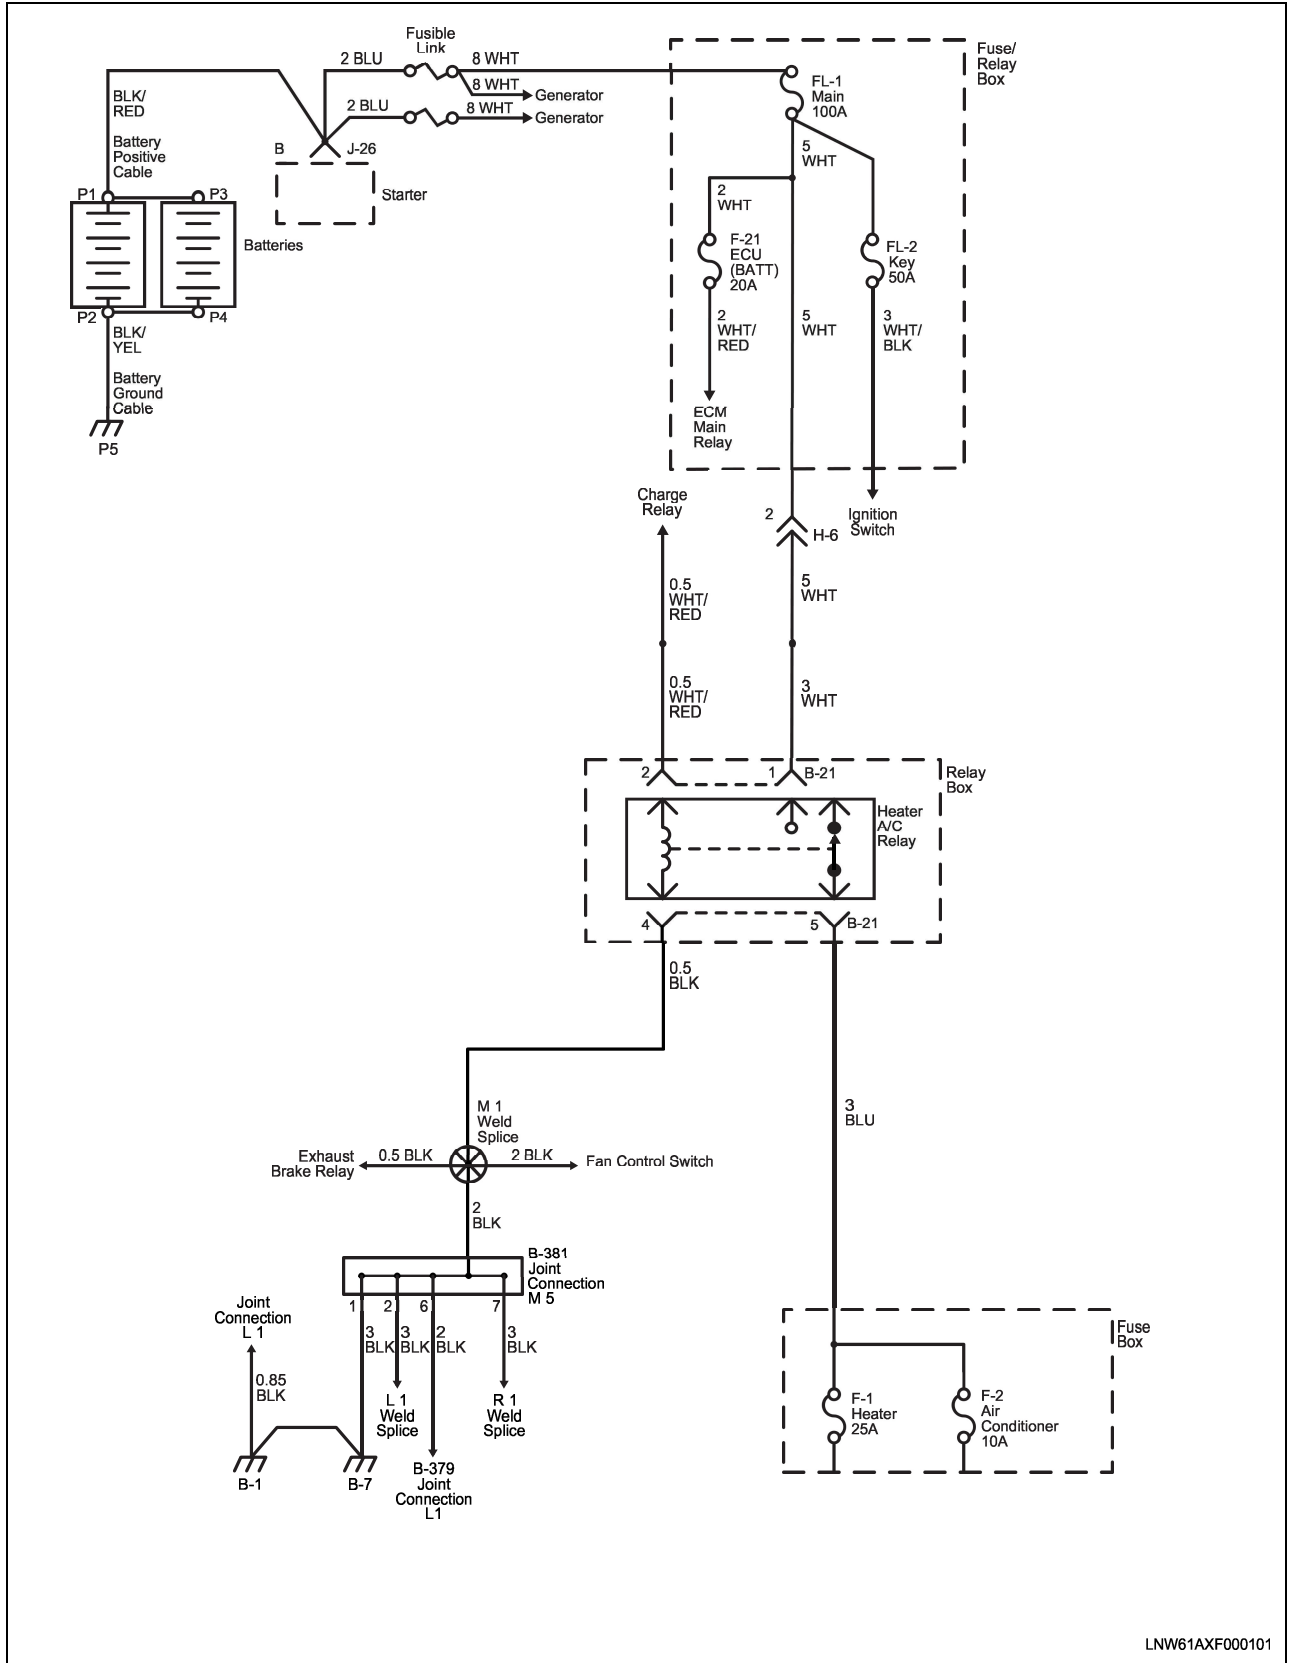 Fusible
Link
2 BLU
8 WHT
8 WHT
Generator
2 BLU
8 WHT
Generator
BLK/
RED
Battery
Positive
Cable
B
J-26
Starter
P1
P3
Batteries
P2
P4
BLK/
YEL
Battery
Ground
Cable
P5
Fuse/
Relay
Box
FL-1
Main
100A
5
WHT
2
WHT
F-21
ECU
(BATT)
20A
FL-2
Key
50A
2
WHT/
RED
5
WHT
3
WHT/
BLK
ECM
Main
Relay
Charge
Relay
2
H-6
Ignition
Switch
0.5
WHT/
RED
5
WHT
0.5
WHT/
RED
3
WHT
2
1
B-21
Relay
Box
Heater
A/C
Relay
4
5
B-21
0.5
BLK
3
BLU
M 1
Weld
Splice
Exhaust
Brake Relay
0.5 BLK
2 BLK
Fan Control Switch
2
BLK
B-381
Joint
Connection
M 5
1
2
6
7
3
BLK
3
BLK
2
BLK
3
BLK
Joint
Connection
L 1
0.85
BLK
L 1
Weld
Splice
R 1
Weld
Splice
B-1
B-7
B-379
Joint
Connection
L1
Fuse
Box
F-1
Heater
25A
F-2
Air
Conditioner
10A
LNW61AXF000101